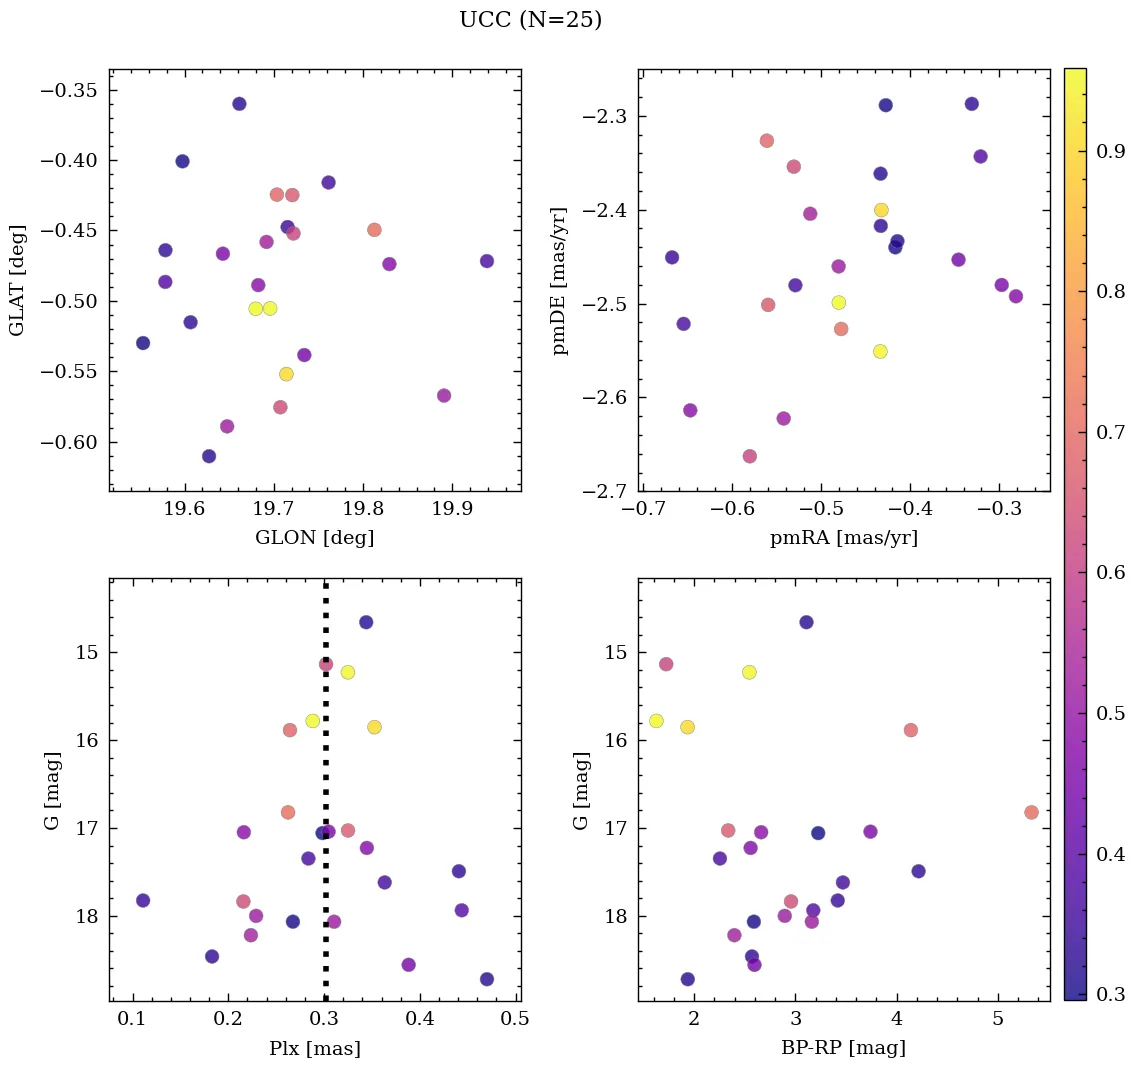 UCC (N=25)
−0.35
−0.40
−0.45
−0.50
−0.55
−0.60
GLAT [deg]
19.6 19.7 19.8 19.9
GLON [deg]
−2.3
−2.4
−2.5
−2.6
−2.7
pmDE [mas/yr]
−0.7 −0.6 −0.5 −0.4 −0.3
pmRA [mas/yr]
15
16
17
18
G [mag]
0.1 0.2 0.3 0.4 0.5
Plx [mas]
15
16
17
18
G [mag]
2 3 4 5
BP-RP [mag]
0.9
0.8
0.7
0.6
0.5
0.4
0.3